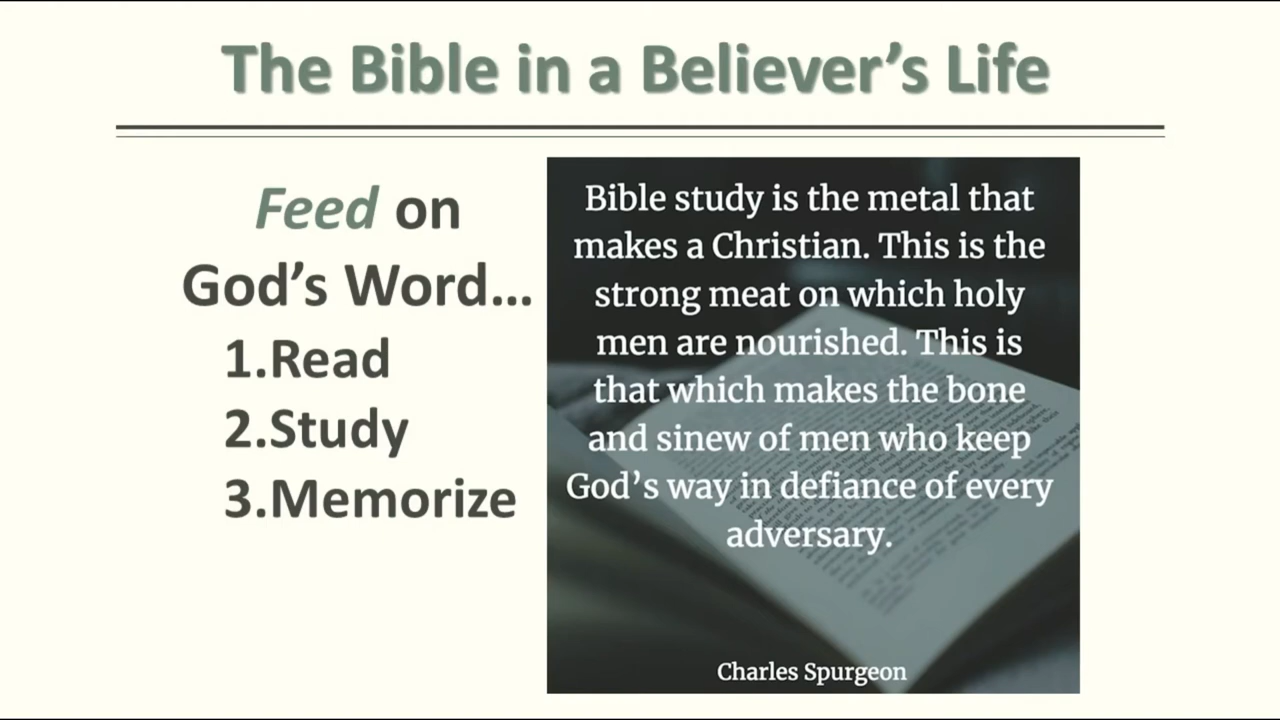 The Bible in a Believer’s Life
Feed on
God’s Word...
1.Read
2.Study
3.Memorize
Bible study is the metal that
makes a Christian. This is the
strong meat on which holy
men are nourished. This is
that which makes the bone
and sinew of men who keep
God’s way in defiance of every
adversary.
Charles Spurgeon